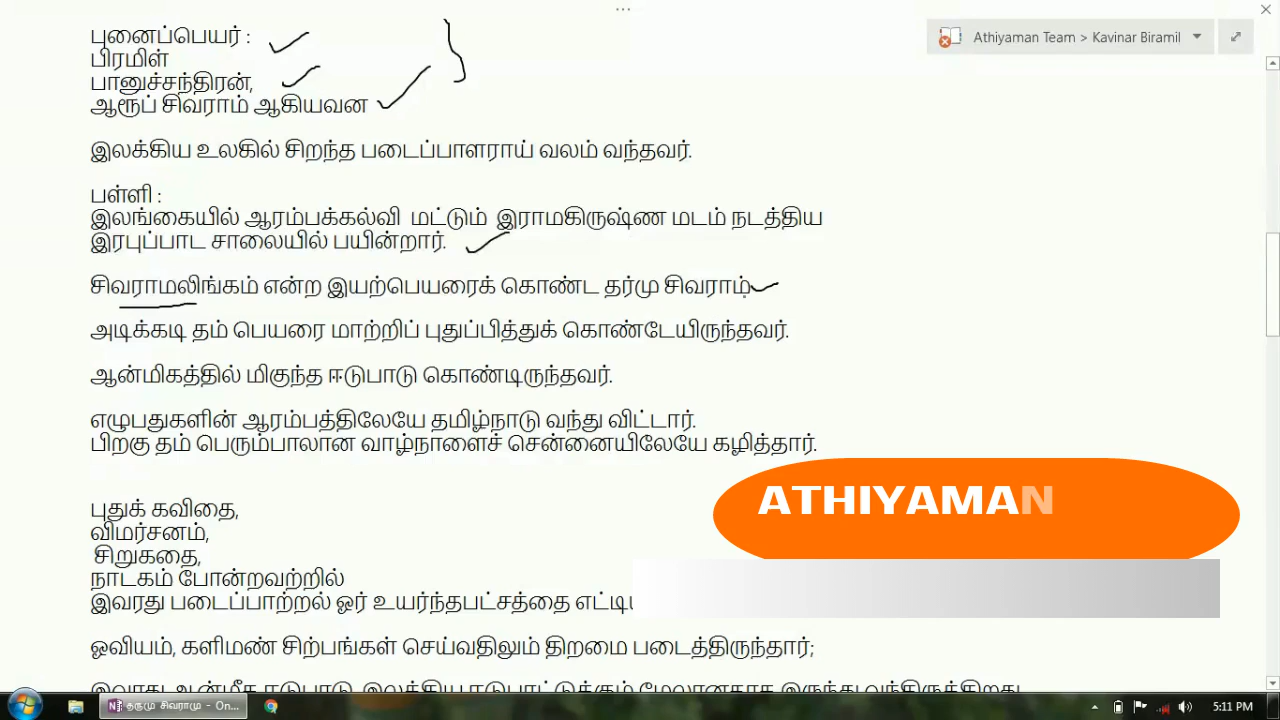 Athiyaman Team > Kavinar Biramil
புனைப்பெயர் :
பிரமிள்
பானுச்சந்திரன்,
ஆரூப் சிவராம் ஆகியவன
இலக்கிய உலகில் சிறந்த படைப்பாளராய் வலம் வந்தவர்.
பள்ளி :
இலங்கையில் ஆரம்பக்கல்வி மட்டும் இராமகிருஷ்ண மடம் நடத்திய
இரபுப்பாட சாலையில் பயின்றார்.
சிவராமலிங்கம் என்ற இயற்பெயரைக் கொண்ட தர்மு சிவராம்
அடிக்கடி தம் பெயரை மாற்றிப் புதுப்பித்துக் கொண்டேயிருந்தவர்.
ஆன்மிகத்தில் மிகுந்த ஈடுபாடு கொண்டிருந்தவர்.
எழுபதுகளின் ஆரம்பத்திலேயே தமிழ்நாடு வந்து விட்டார்.
பிறகு தம் பெரும்பாலான வாழ்நாளைச் சென்னையிலேயே கழித்தார்.
ATHIYAMAN
புதுக் கவிதை,
விமர்சனம்,
சிறுகதை,
நாடகம் போன்றவற்றில்
இவரது படைப்பாற்றல் ஓர் உயர்ந்தபட்சத்தை
ஓவியம், களிமண் சிற்பங்கள் செய்வதிலும் திறமை படைத்திருந்தார்;
தருமு சிவராமு - On...
5:11 PM